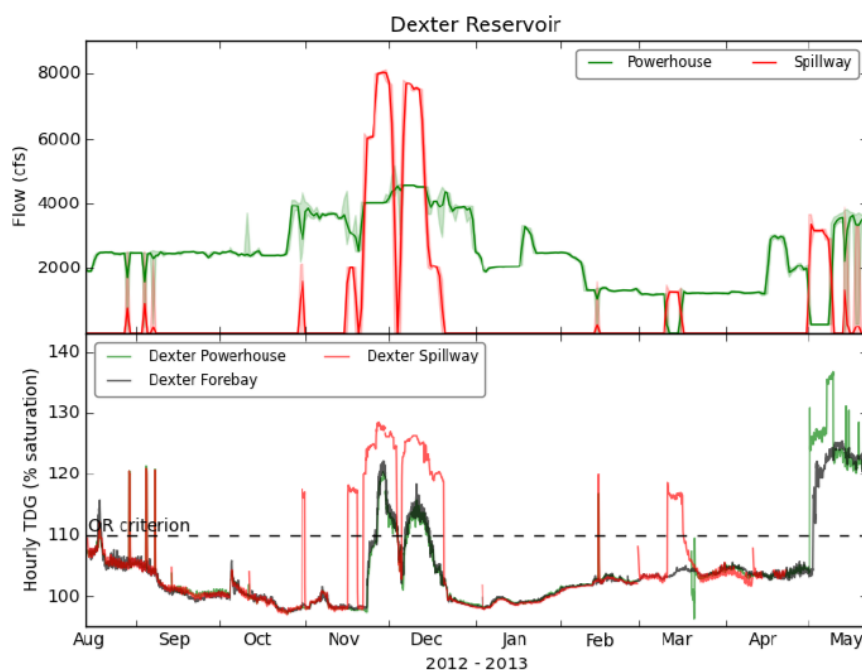 Dexter Reservoir
Powerhouse Spillway
Flow (cfs)
8000
6000
4000
2000
Dexter Powerhouse Dexter Spillway
Dexter Forebay
Hourly TDG (% saturation)
140
130
120
110
100
OR criterion
Aug Sep Oct Nov Dec Jan Feb Mar Apr May
2012 - 2013